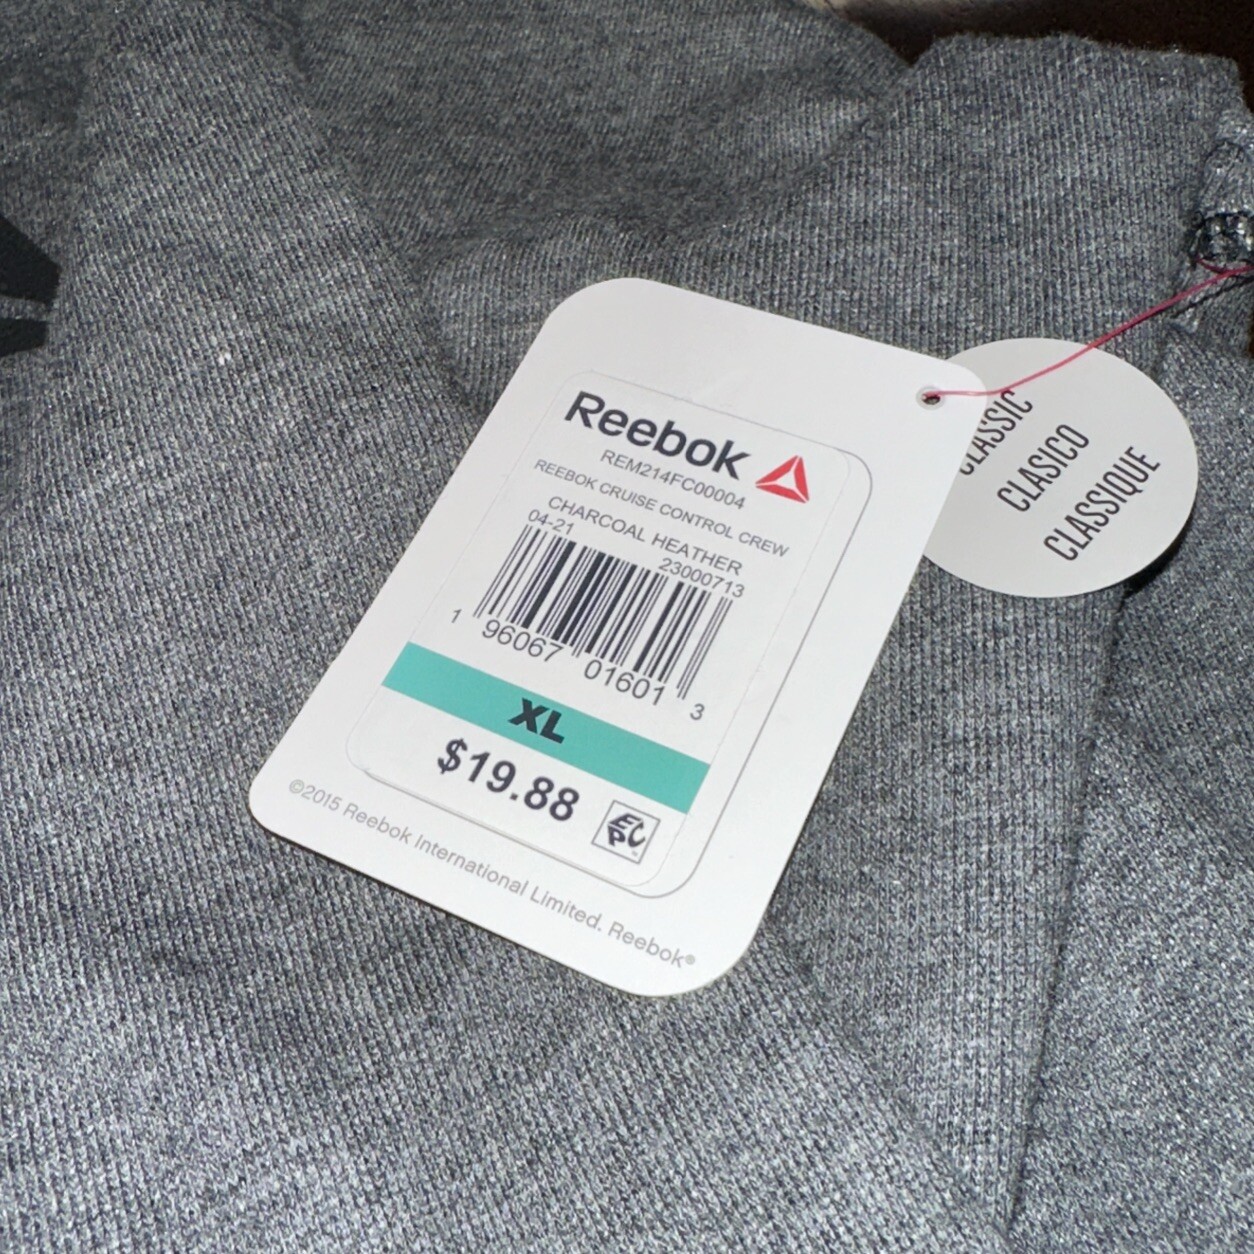 Reebok
REM214FC00004
REEBOK CRUISE CONTROL CREW
CHARCOAL HEATHER
04-21 23000713
1 96067 01601 3
XL
$19.88
EPC
©2015 Reebok International Limited. Reebok®
CLASSIC
CLASICO
CLASSIQUE